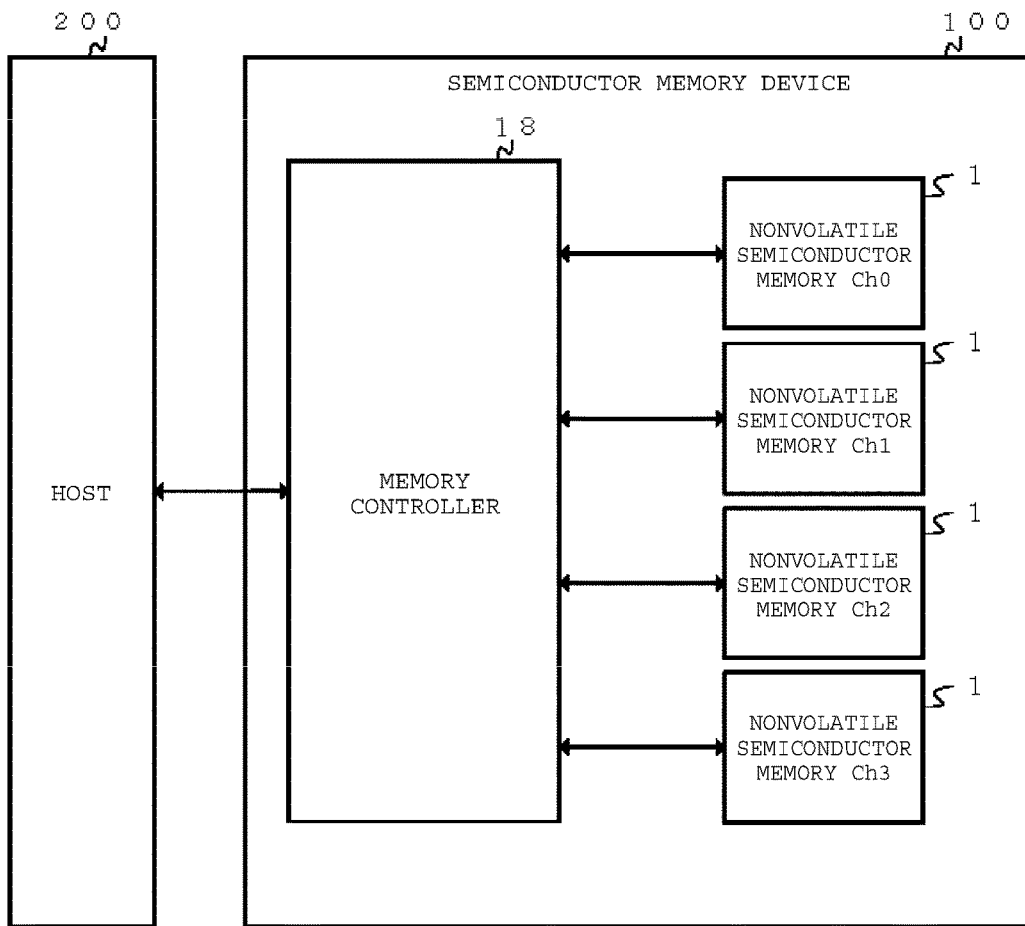 200
100
SEMICONDUCTOR MEMORY DEVICE
18
1
NONVOLATILE
SEMICONDUCTOR
MEMORY Ch0
1
NONVOLATILE
SEMICONDUCTOR
MEMORY Ch1
HOST
MEMORY
CONTROLLER
1
NONVOLATILE
SEMICONDUCTOR
MEMORY Ch2
1
NONVOLATILE
SEMICONDUCTOR
MEMORY Ch3